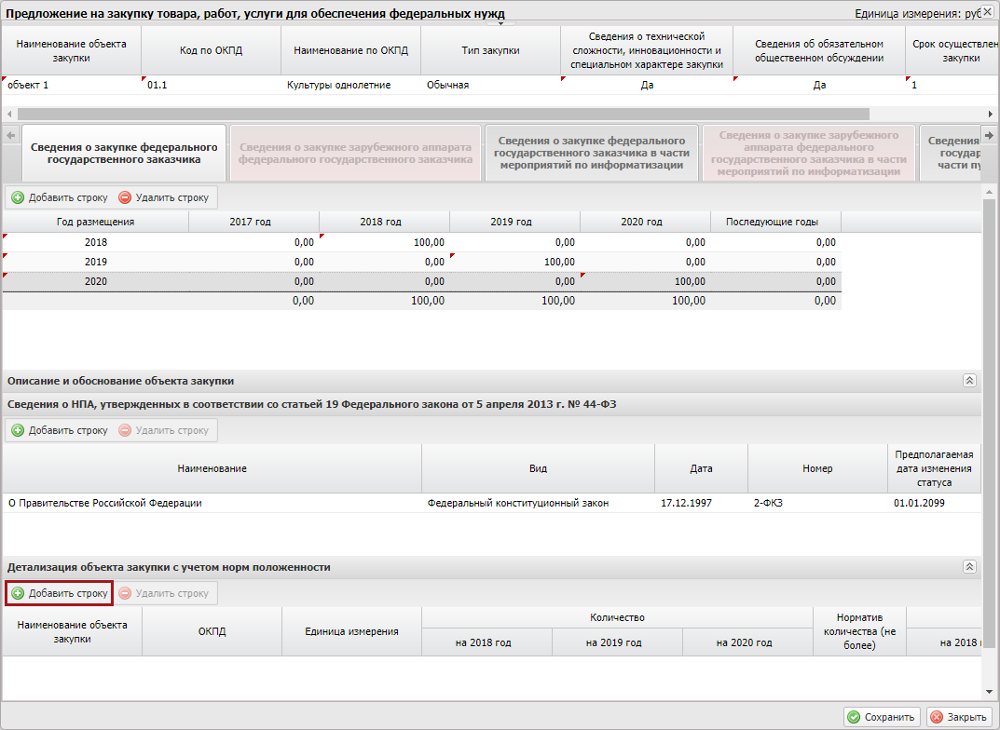 Предложение на закупку товара, работ, услуги для обеспечения федеральных нужд
Единица измерения: руб
Наименование объекта
закупки
Код по ОКПД
Наименование по ОКПД
Тип закупки
Сведения о технической
сложности, инновационности и
специальном характере закупки
Сведения об обязательном
общественном обсуждении
Срок осуществлен
закупки
объект 1
01.1
Культуры однолетние
Обычная
Да
Да
1
Сведения о закупке федерального
государственного заказчика
Сведения о закупке зарубежного аппарата
федерального государственного заказчика
Сведения о закупке федерального
государственного заказчика в части
мероприятий по информатизации
Сведения о закупке зарубежного
аппарата федерального
государственного заказчика в части
мероприятий по информатизации
Сведения
государ
части пу
Добавить строку
Удалить строку
Год размещения
2017 год
2018 год
2019 год
2020 год
Последующие годы
2018 0,00 100,00 0,00 0,00 0,00
2019 0,00 0,00 100,00 0,00 0,00
2020 0,00 0,00 0,00 100,00 0,00
0,00 100,00 100,00 100,00 0,00
Описание и обоснование объекта закупки
Сведения о НПА, утвержденных в соответствии со статьей 19 Федерального закона от 5 апреля 2013 г. № 44-ФЗ
Добавить строку
Удалить строку
Наименование
Вид
Дата
Номер
Предполагаемая
дата изменения
статуса
О Правительстве Российской Федерации
Федеральный конституционный закон
17.12.1997
2-ФКЗ
01.01.2099
Детализация объекта закупки с учетом норм положенности
Добавить строку
Удалить строку
Наименование объекта
закупки
ОКПД
Единица измерения
Количество
на 2018 год
на 2019 год
на 2020 год
Норматив
количества (не
более)
на 2018
Сохранить
Закрыть